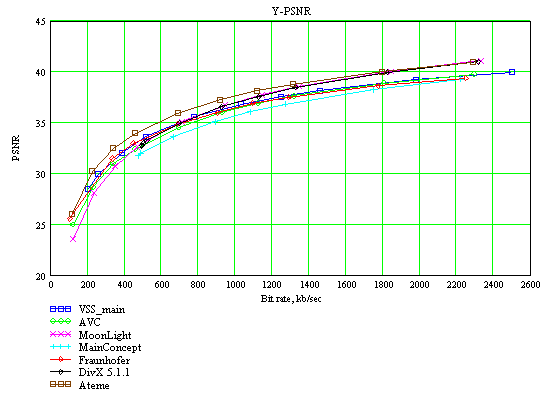 Y-PSNR
45
40
35
30
25
20
PSNR
0 200 400 600 800 1000 1200 1400 1600 1800 2000 2200 2400 2600
Bit rate, kb/sec
VSS_main
AVC
MoonLight
MainConcept
Fraunhofer
DivX 5.1.1
Ateme